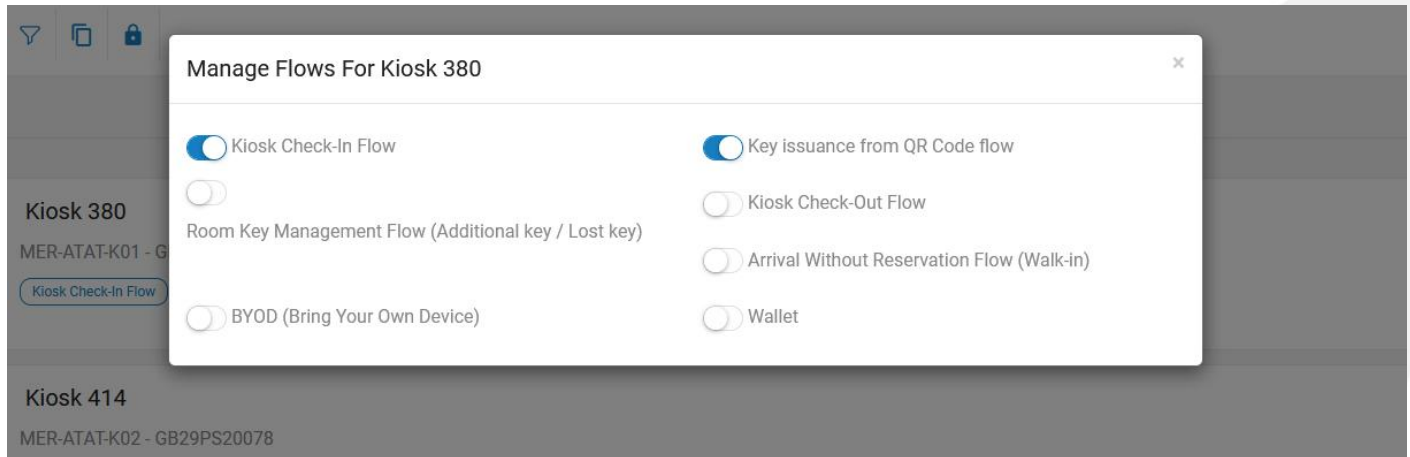 Manage Flows For Kiosk 380
×
Kiosk Check-In Flow
Key issuance from QR Code flow
Room Key Management Flow (Additional key / Lost key)
Kiosk Check-Out Flow
Arrival Without Reservation Flow (Walk-in)
BYOD (Bring Your Own Device)
Wallet
Kiosk 380
MER-ATAT-K01 - G
Kiosk Check-In Flow
Kiosk 414
MER-ATAT-K02 - GB29PS20078